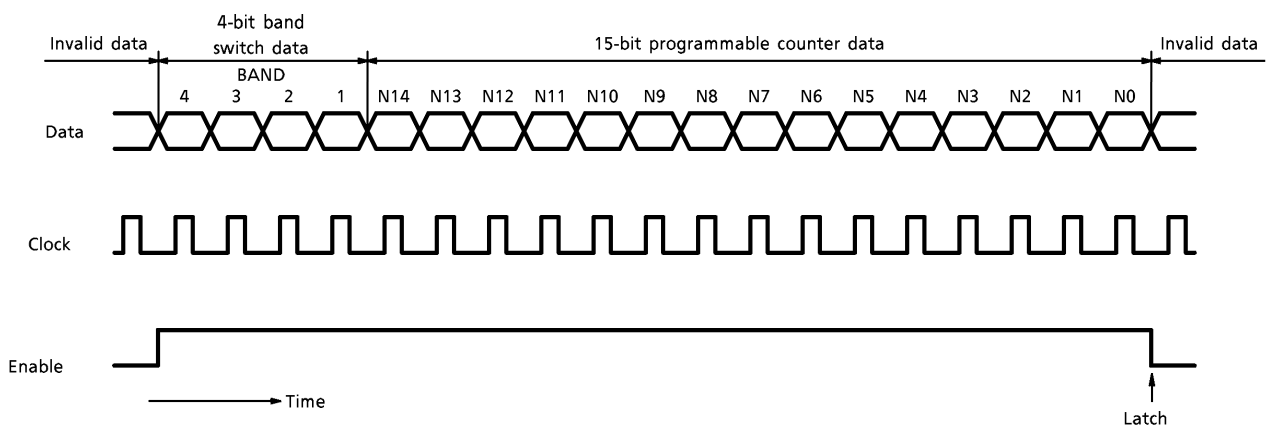 4-bit band
switch data
Invalid data
15-bit programmable counter data
Invalid data
BAND
4 3 2 1 N14 N13 N12 N11 N10 N9 N8 N7 N6 N5 N4 N3 N2 N1 N0
Data
Clock
Enable
Time
Latch